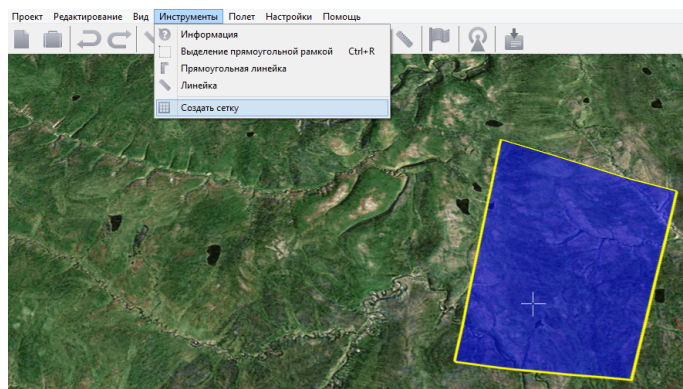 Проект Редактирование Вид Инструменты Полет Настройки Помощь
Информация
Выделение прямоугольной рамкой Ctrl+R
Прямоугольная линейка
Линейка
Создать сетку